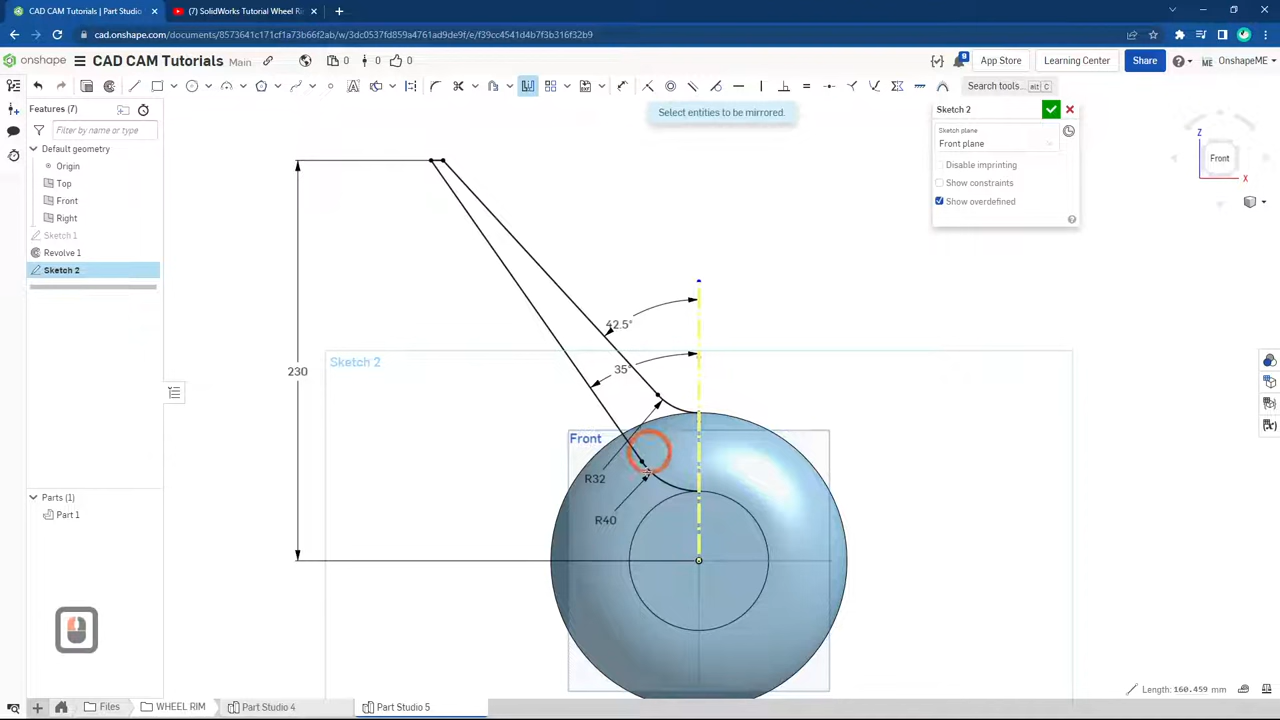 CAD CAM Tutorials | Part Studio
(7) SolidWorks Tutorial Wheel Ri
cad.onshape.com/documents/8573641c171cf1a73b66f2ab/w/3dc0537fd859a4761ad9de9f/e/f39cc4541d4b7f3b316f32b9
onshape
CAD CAM Tutorials
Main
0
0
0
9
App Store
Learning Center
Share
OnshapeME
Search tools...
alt C
Features (7)
Filter by name or type
Default geometry
Origin
Top
Front
Right
Sketch 1
Revolve 1
Sketch 2
Parts (1)
Part 1
Select entities to be mirrored.
Sketch 2
Sketch plane
Front plane
Disable imprinting
Show constraints
Show overdefined
Z
Front
X
42.5°
Sketch 2
230
35°
Front
R32
R40
Length: 160.459 mm
Files
WHEEL RIM
Part Studio 4
Part Studio 5